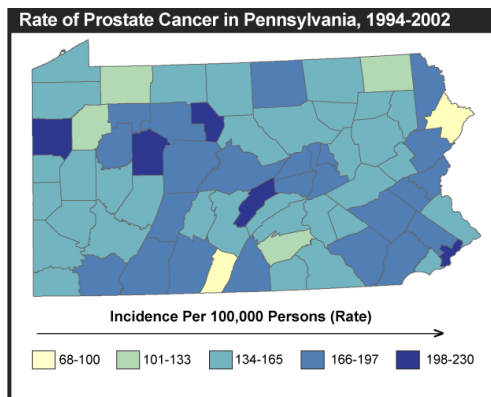 Rate of Prostate Cancer in Pennsylvania, 1994-2002
Incidence Per 100,000 Persons (Rate)
68-100 101-133 134-165 166-197 198-230